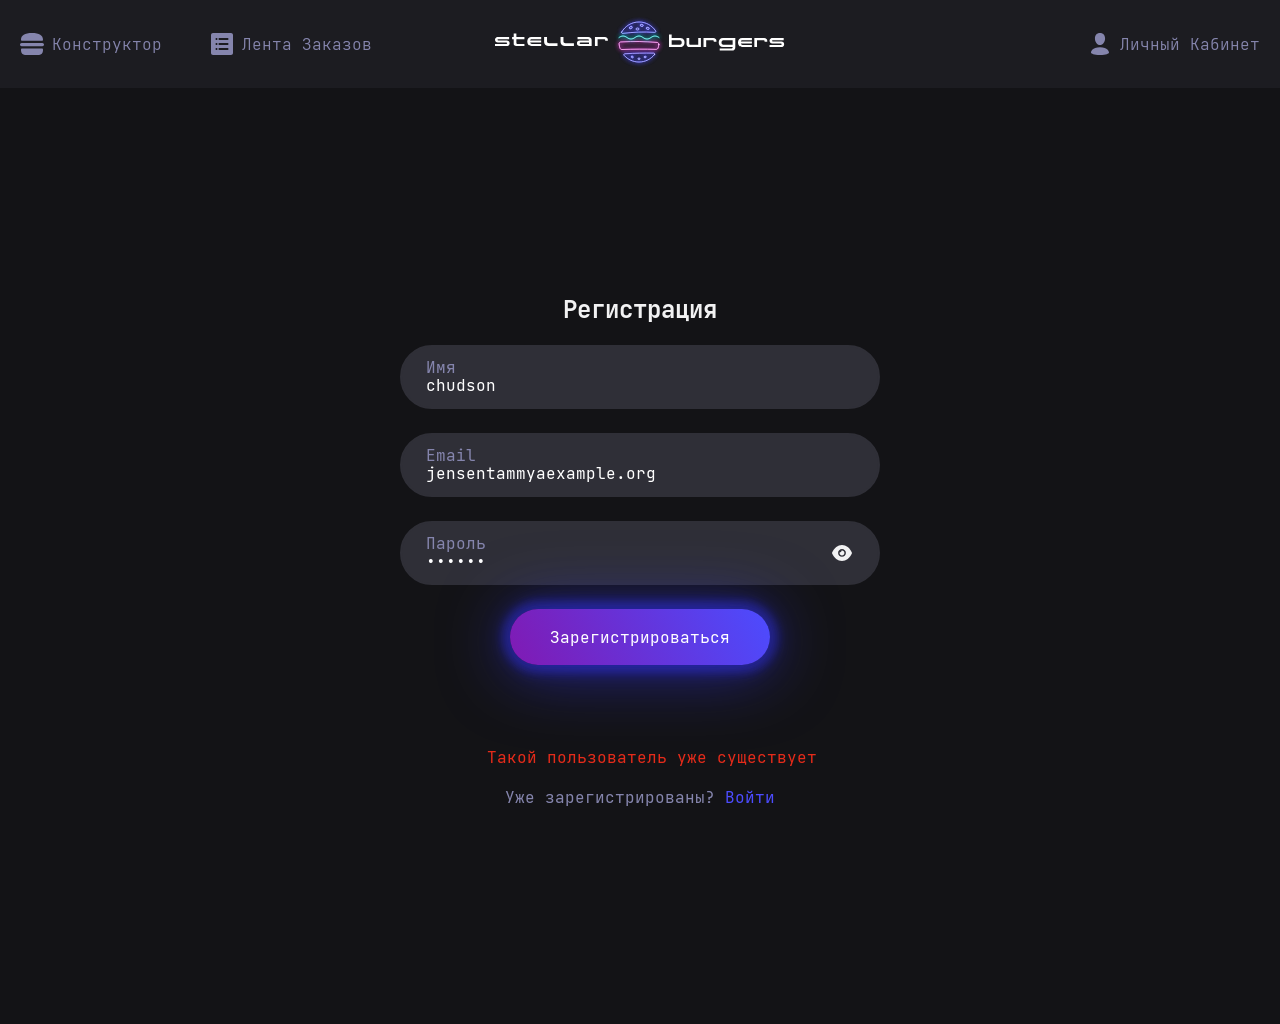 Конструктор
Лента Заказов
stellar burgers
Личный Кабинет
Регистрация
Имя
chudson
Email
jensentammyaexample.org
Пароль
••••••
Зарегистрироваться
Такой пользователь уже существует
Уже зарегистрированы? Войти